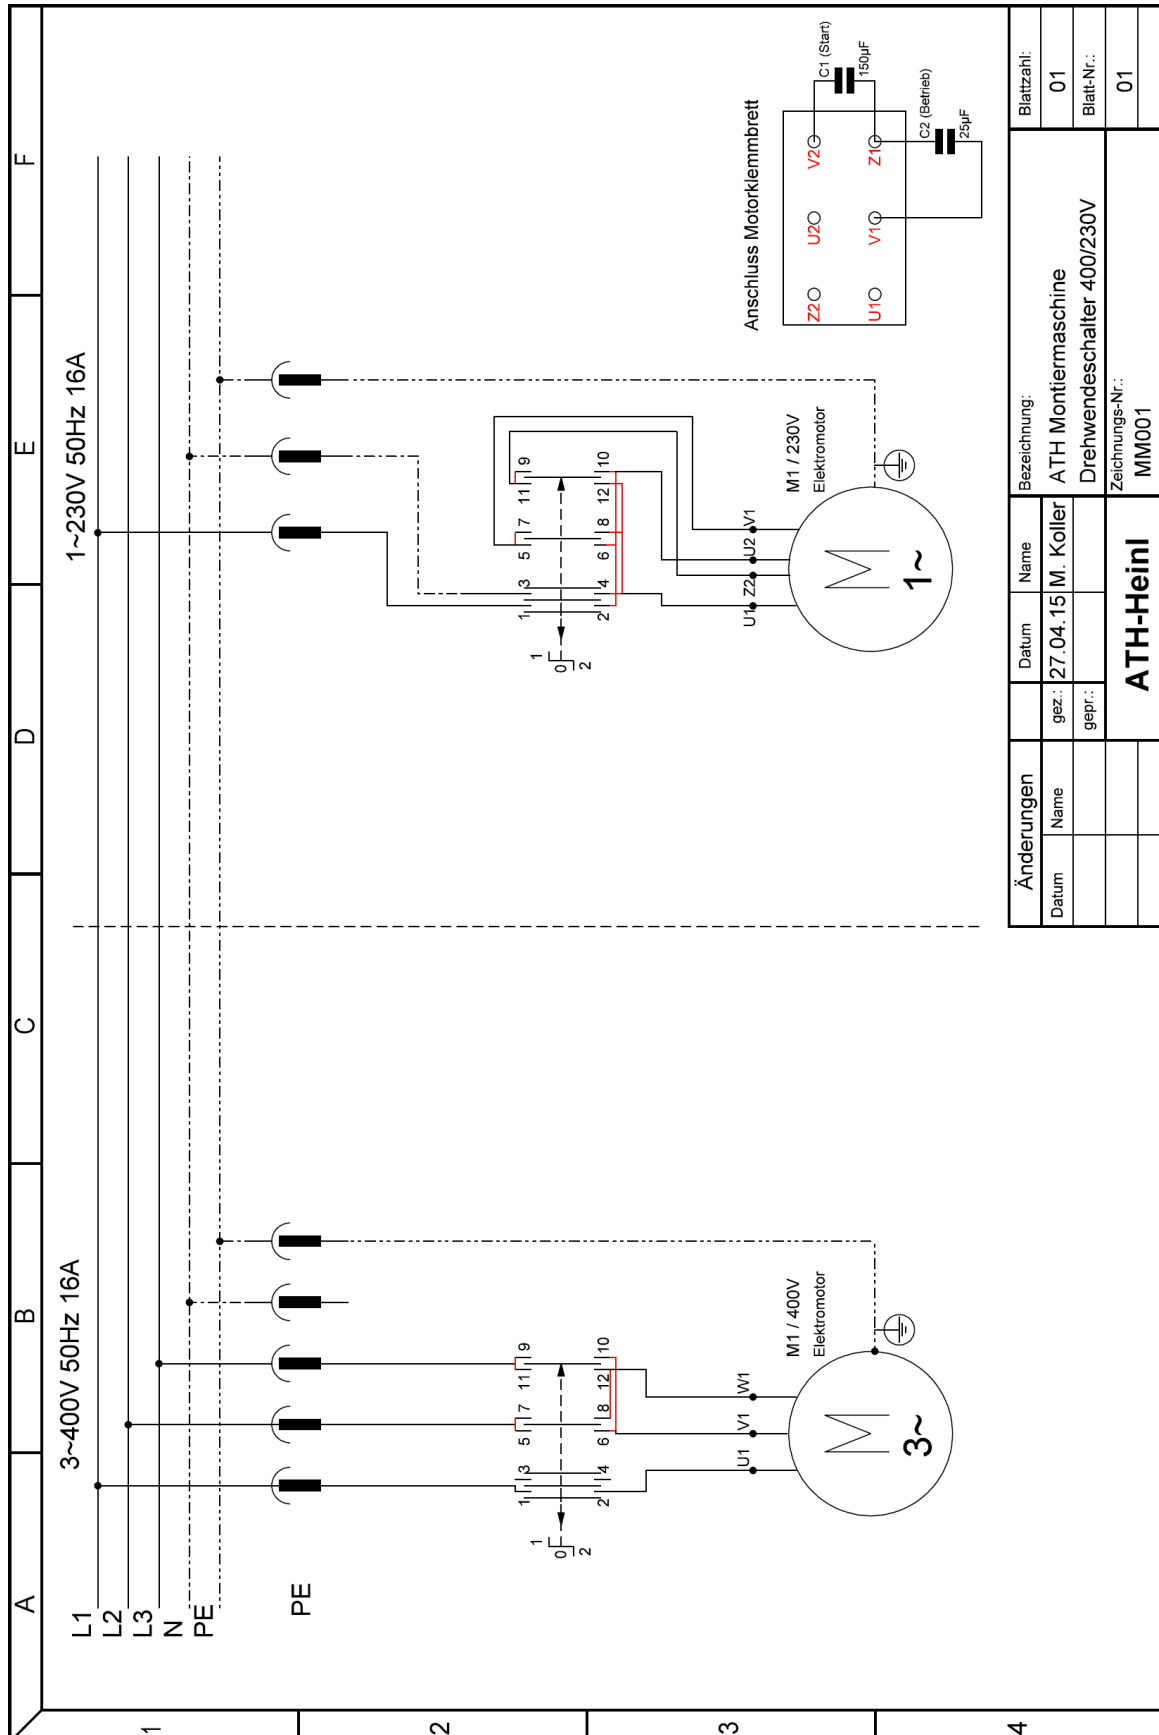 A
B
C
D
E
F
1
2
3
4
3~400V 50Hz 16A
1~230V 50Hz 16A
L1
L2
L3
N
PE
PE
1
0
2
1 3 5 7 11 9
2 4 6 8 12 10
U1 V1 W1
M1 / 400V
Elektromotor
M
3~
1
0
2
1 3 5 7 11 9
2 4 6 8 12 10
U1 Z2 U2 V1
M1 / 230V
Elektromotor
M
1~
Anschluss Motorklemmbrett
Z2 U2 V2
U1 V1 Z1
C1 (Start)
150µF
C2 (Betrieb)
25µF
Änderungen
Datum Name
Datum Name
gez.: 27.04.15 M. Koller
gepr.:
ATH-Heinl
Bezeichnung:
ATH Montiermaschine
Drehwendeschalter 400/230V
Zeichnungs-Nr.:
MM001
Blattzahl:
01
Blatt-Nr.:
01